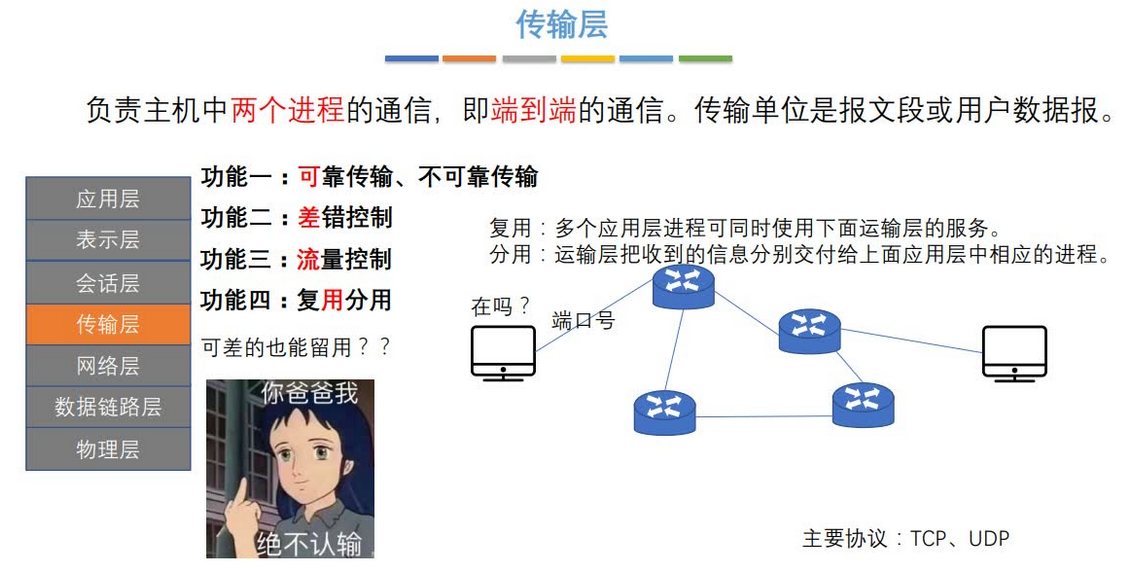 传输层
负责主机中两个进程的通信，即端到端的通信。传输单位是报文段或用户数据报。
应用层
表示层
会话层
传输层
网络层
数据链路层
物理层
功能一：可靠传输、不可靠传输
功能二：差错控制
功能三：流量控制
功能四：复用分用
可差的也能留用？？
你爸爸我
绝不认输
复用：多个应用层进程可同时使用下面运输层的服务。
分用：运输层把收到的信息分别交付给上面应用层中相应的进程。
在吗？
端口号
主要协议：TCP、UDP